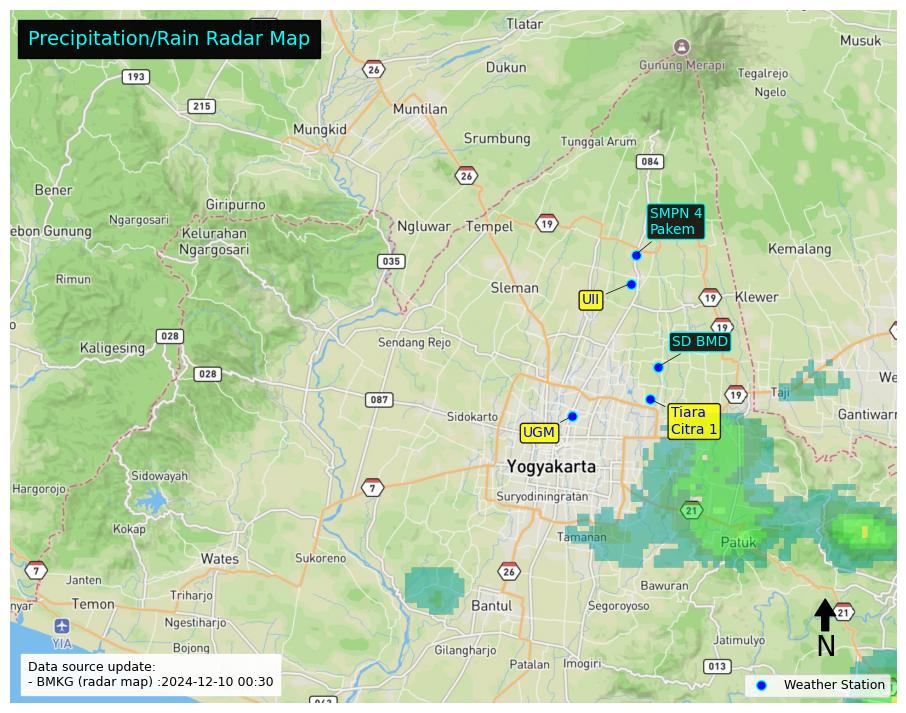 Precipitation/Rain Radar Map
Tlatar
Musuk
26
193
Dukun
Gunung Merapi
Tegalrejo
Ngelo
215
Muntilan
Mungkid
Srumbung
Tunggal Arum
084
26
Bener
Giripurno
Ngargosari
ebon Gunung
Kelurahan
Ngargosari
Ngluwar
Tempel
19
SMPN 4
Pakem
Kemalang
035
Rimun
Sleman
UII
19
Klewer
19
028
Kaligesing
Sendang Rejo
SD BMD
028
087
Sidokarto
Taji
19
We
Gantiwarn
Tiara
Citra 1
UGM
Yogyakarta
Sidowayah
Hargorojo
7
Suryodiningratan
21
Kokap
Tamanan
Patuk
Wates
Sukoreno
7
26
Janten
Bawuran
Triharjo
nyar
Temon
Bantul
Segoroyoso
21
Ngestiharjo
YIA
Bojong
Gilangharjo
Jatimulyo
N
Patalan
Imogiri
013
Data source update:
- BMKG (radar map) :2024-12-10 00:30
Weather Station